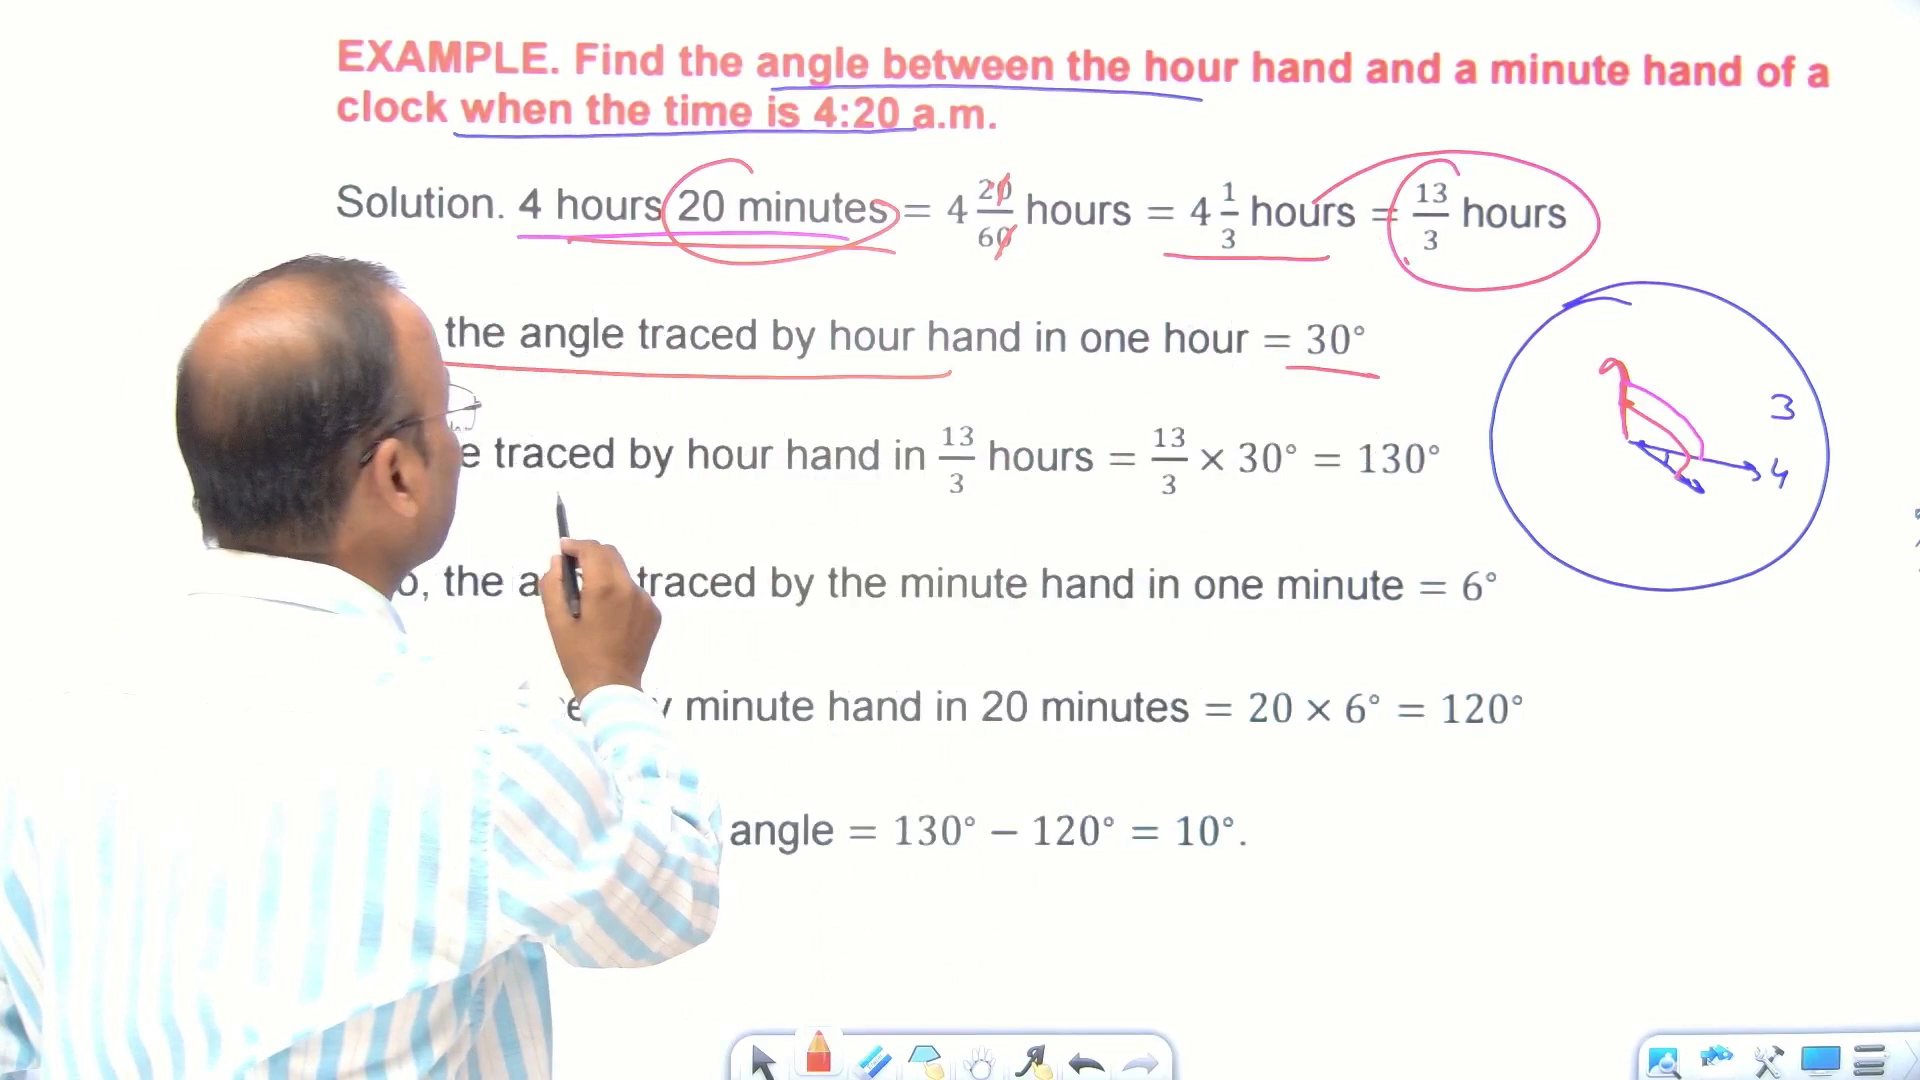 EXAMPLE. Find the angle between the hour hand and a minute hand of a
clock when the time is 4:20 a.m.
Solution. 4 hours 20 minutes = 4 20/60 hours = 4 1/3 hours = 13/3 hours
the angle traced by hour hand in one hour = 30°
3
traced by hour hand in 13/3 hours = 13/3 × 30° = 130°
4
the traced by the minute hand in one minute = 6°
minute hand in 20 minutes = 20 × 6° = 120°
angle = 130° − 120° = 10°.